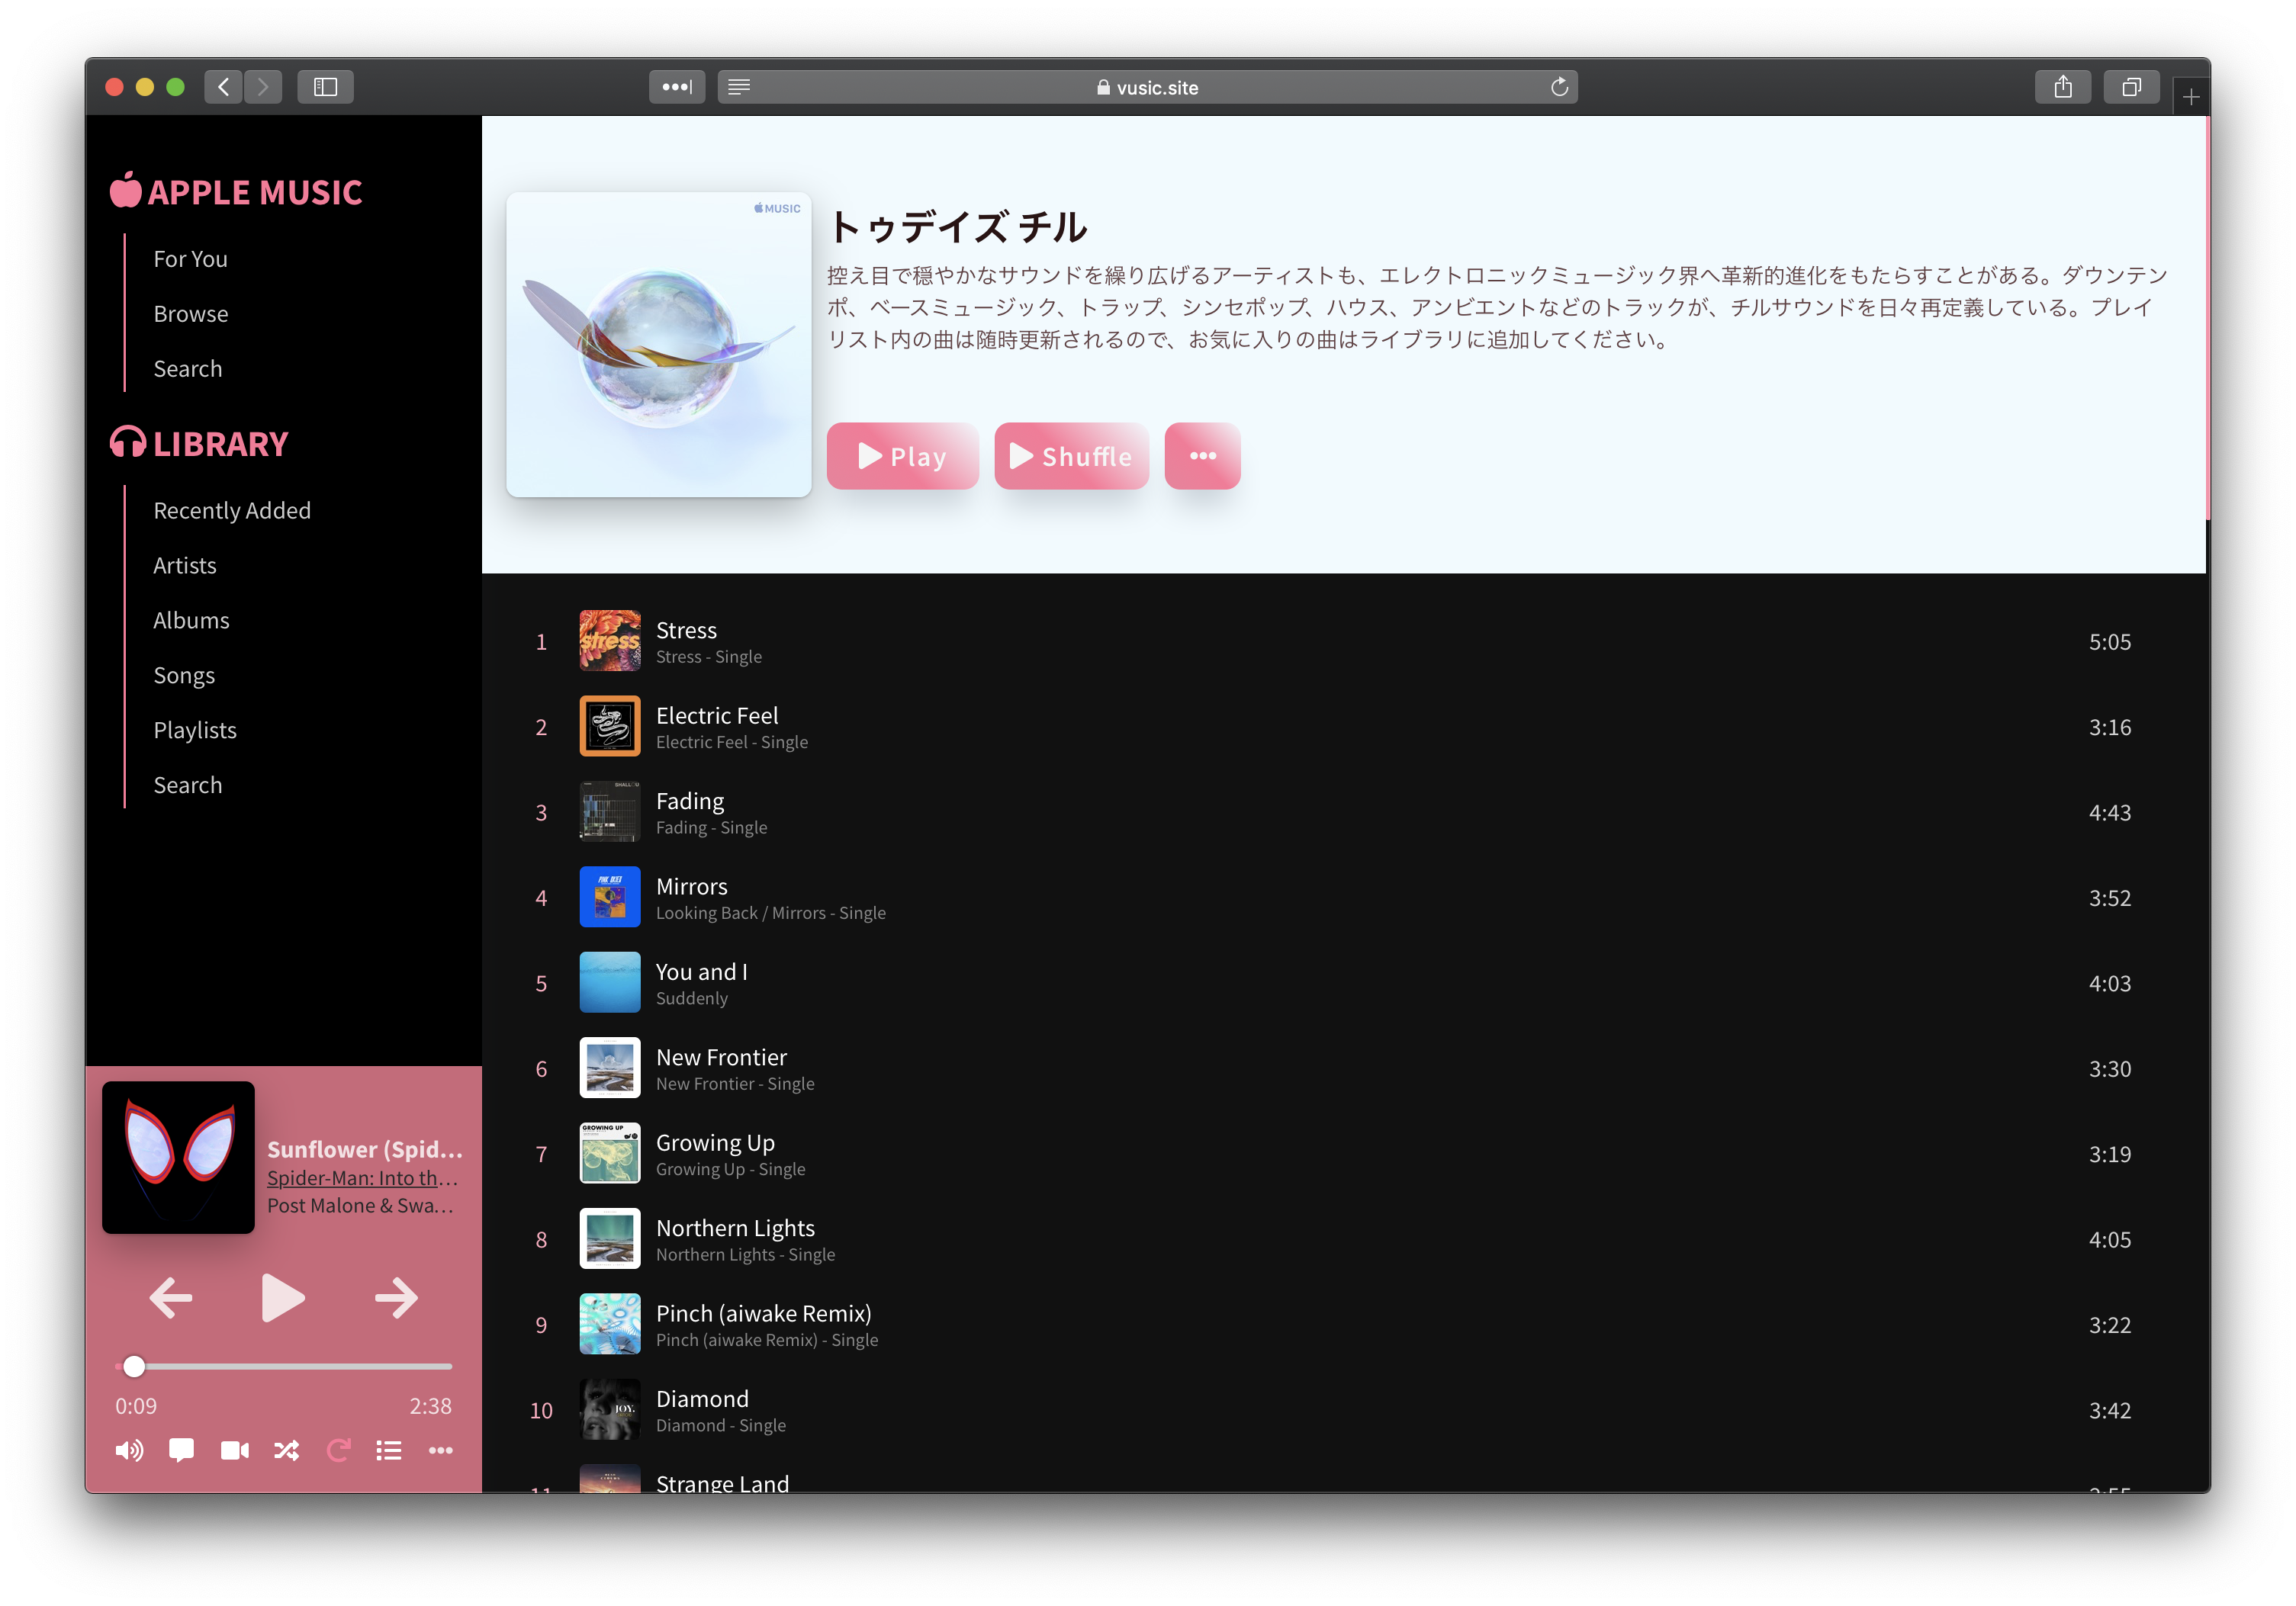 vusic.site
APPLE MUSIC
For You
Browse
Search
LIBRARY
Recently Added
Artists
Albums
Songs
Playlists
Search
Sunflower (Spid...
Spider-Man: Into th...
Post Malone & Swa...
0:09
2:38
MUSIC
トゥデイズ チル
控え目で穏やかなサウンドを繰り広げるアーティストも、エレクトロニックミュージック界へ革新的進化をもたらすことがある。ダウンテン
ポ、ベースミュージック、トラップ、シンセポップ、ハウス、アンビエントなどのトラックが、チルサウンドを日々再定義している。プレイ
リスト内の曲は随時更新されるので、お気に入りの曲はライブラリに追加してください。
Play
Shuffle
1
stress
Stress
Stress - Single
5:05
2
Electric Feel
Electric Feel - Single
3:16
3
Fading
Fading - Single
4:43
4
Mirrors
Looking Back / Mirrors - Single
3:52
5
You and I
Suddenly
4:03
6
New Frontier
New Frontier - Single
3:30
7
GROWING UP
Growing Up
Growing Up - Single
3:19
8
Northern Lights
Northern Lights - Single
4:05
9
Pinch (aiwake Remix)
Pinch (aiwake Remix) - Single
3:22
10
JOY.
Diamond
Diamond - Single
3:42
11
Strange Land